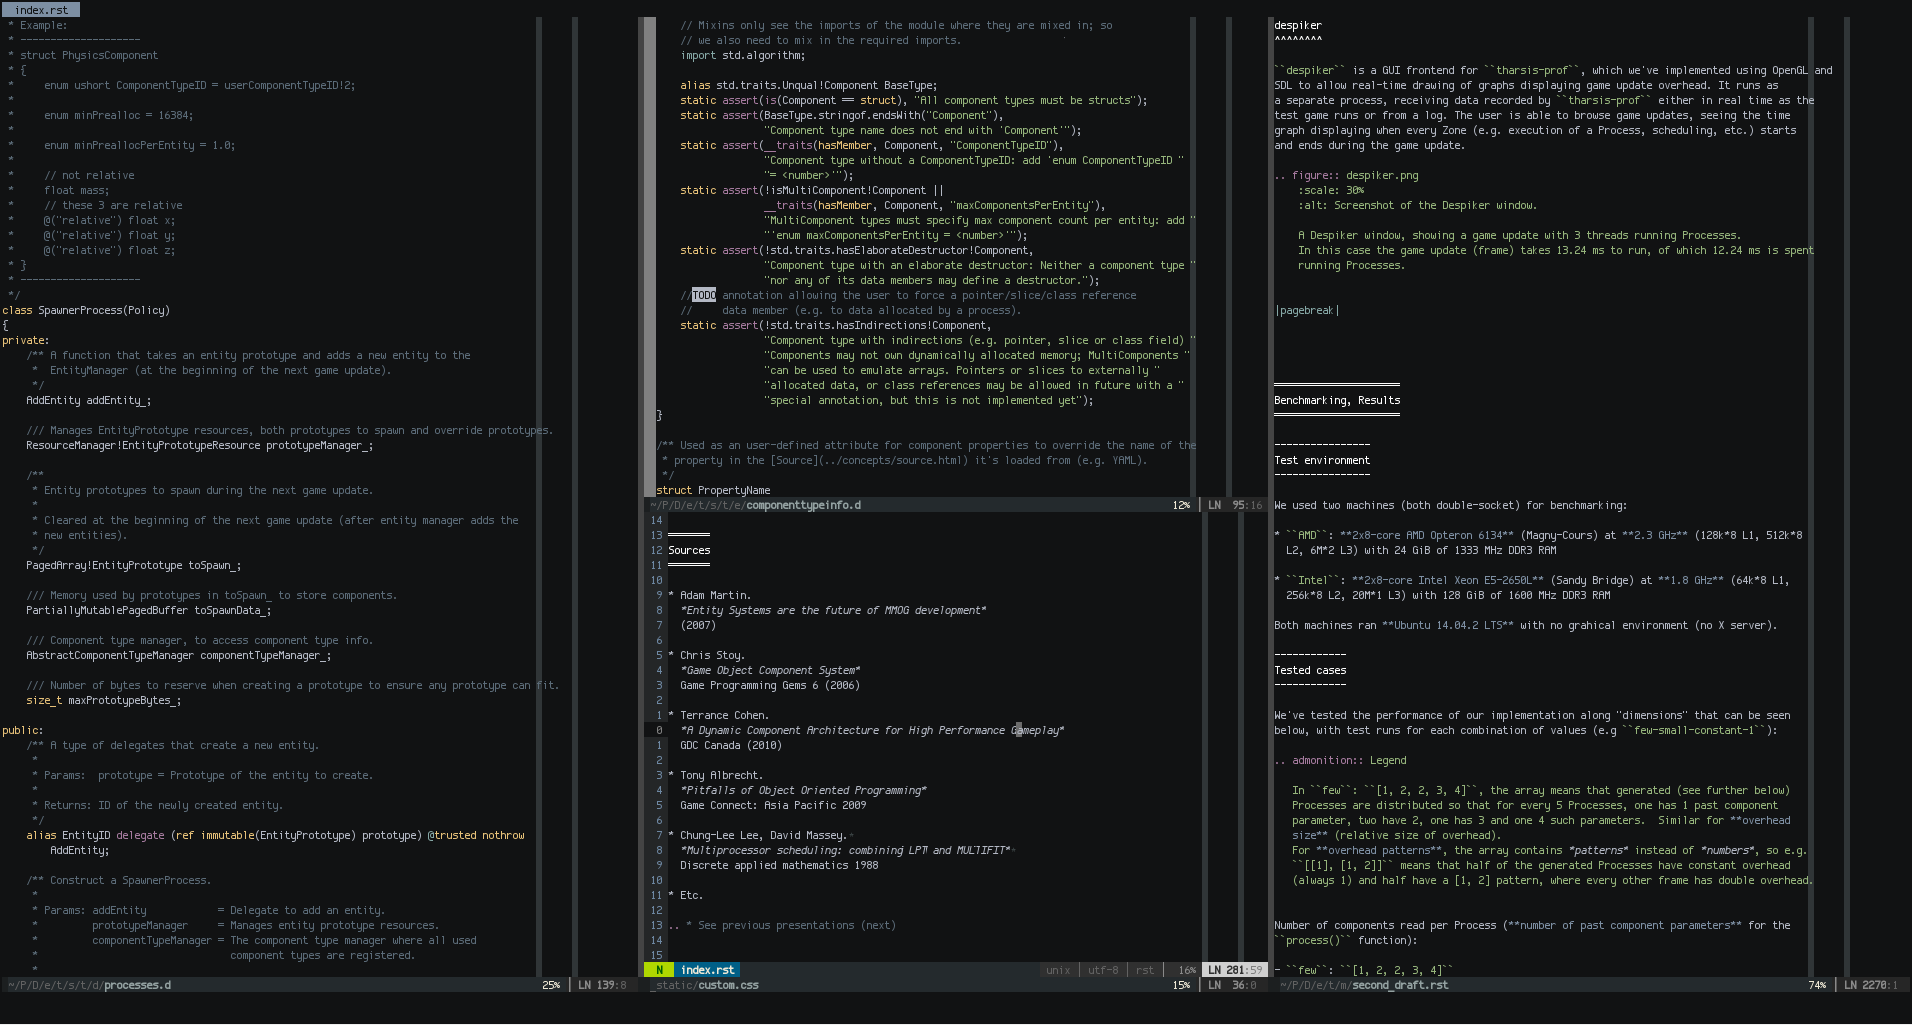 index.rst
 * Example:
 * --------------------
 * struct PhysicsComponent
 * {
 *     enum ushort ComponentTypeID = userComponentTypeID!2;
 *
 *     enum minPrealloc = 16384;
 *
 *     enum minPreallocPerEntity = 1.0;
 *
 *     // not relative
 *     float mass;
 *     // these 3 are relative
 *     @("relative") float x;
 *     @("relative") float y;
 *     @("relative") float z;
 * }
 * --------------------
 */
class SpawnerProcess(Policy)
{
private:
    /** A function that takes an entity prototype and adds a new entity to the
     *  EntityManager (at the beginning of the next game update).
     */
    AddEntity addEntity_;

    /// Manages EntityPrototype resources, both prototypes to spawn and override prototypes.
    ResourceManager!EntityPrototypeResource prototypeManager_;

    /**
     * Entity prototypes to spawn during the next game update.
     *
     * Cleared at the beginning of the next game update (after entity manager adds the
     * new entities).
     */
    PagedArray!EntityPrototype toSpawn_;

    /// Memory used by prototypes in toSpawn_ to store components.
    PartiallyMutablePagedBuffer toSpawnData_;

    /// Component type manager, to access component type info.
    AbstractComponentTypeManager componentTypeManager_;

    /// Number of bytes to reserve when creating a prototype to ensure any prototype can fit.
    size_t maxPrototypeBytes_;

public:
    /** A type of delegates that create a new entity.
     *
     * Params:  prototype = Prototype of the entity to create.
     *
     * Returns: ID of the newly created entity.
     */
    alias EntityID delegate (ref immutable(EntityPrototype) prototype) @trusted nothrow
        AddEntity;

    /** Construct a SpawnerProcess.
     *
     * Params: addEntity            = Delegate to add an entity.
     *         prototypeManager     = Manages entity prototype resources.
     *         componentTypeManager = The component type manager where all used
     *                                component types are registered.
     *
~/P/D/e/t/s/t/d/processes.d 25% | LN 139:8
    // Mixins only see the imports of the module where they are mixed in; so
    // we also need to mix in the required imports.
    import std.algorithm;

    alias std.traits.Unqual!Component BaseType;
    static assert(is(Component == struct), "All component types must be structs");
    static assert(BaseType.stringof.endsWith("Component"),
                  "Component type name does not end with 'Component'");
    static assert(__traits(hasMember, Component, "ComponentTypeID"),
                  "Component type without a ComponentTypeID: add 'enum ComponentTypeID "
                  "= <number>'");
    static assert(!isMultiComponent!Component ||
                  __traits(hasMember, Component, "maxComponentsPerEntity"),
                  "MultiComponent types must specify max component count per entity: add "
                  "'enum maxComponentsPerEntity = <number>'");
    static assert(!std.traits.hasElaborateDestructor!Component,
                  "Component type with an elaborate destructor: Neither a component type "
                  "nor any of its data members may define a destructor.");
    //TODO annotation allowing the user to force a pointer/slice/class reference
    //     data member (e.g. to data allocated by a process).
    static assert(!std.traits.hasIndirections!Component,
                  "Component type with indirections (e.g. pointer, slice or class field) "
                  "Components may not own dynamically allocated memory; MultiComponents "
                  "can be used to emulate arrays. Pointers or slices to externally "
                  "allocated data, or class references may be allowed in future with a "
                  "special annotation, but this is not implemented yet");
}

/** Used as an user-defined attribute for component properties to override the name of the
 * property in the [Source](../concepts/source.html) it's loaded from (e.g. YAML).
 */
struct PropertyName
~/P/D/e/t/s/t/e/componenttypeinfo.d 12% | LN 95:16
14
13 =======
12 Sources
11 =======
10
9 * Adam Martin.
8   *Entity Systems are the future of MMOG development*
7   (2007)
6
5 * Chris Stoy.
4   *Game Object Component System*
3   Game Programming Gems 6 (2006)
2
1 * Terrance Cohen.
0   *A Dynamic Component Architecture for High Performance Gameplay*
1   GDC Canada (2010)
2
3 * Tony Albrecht.
4   *Pitfalls of Object Oriented Programming*
5   Game Connect: Asia Pacific 2009
6
7 * Chung-Lee Lee, David Massey.
8   *Multiprocessor scheduling: combining LPT and MULTIFIT*
9   Discrete applied mathematics 1988
10
11 * Etc.
12
13 .. * See previous presentations (next)
14
15
N index.rst unix | utf-8 | rst | 16% LN 281:59
_static/custom.css 15% | LN 36:0
despiker
^^^^^^^^

``despiker`` is a GUI frontend for ``tharsis-prof``, which we've implemented using OpenGL and
SDL to allow real-time drawing of graphs displaying game update overhead. It runs as
a separate process, receiving data recorded by ``tharsis-prof`` either in real time as the
test game runs or from a log. The user is able to browse game updates, seeing the time
graph displaying when every Zone (e.g. execution of a Process, scheduling, etc.) starts
and ends during the game update.

.. figure:: despiker.png
    :scale: 30%
    :alt: Screenshot of the Despiker window.

    A Despiker window, showing a game update with 3 threads running Processes.
    In this case the game update (frame) takes 13.24 ms to run, of which 12.24 ms is spent
    running Processes.

|pagebreak|

=====================
Benchmarking, Results
=====================

----------------
Test environment
----------------

We used two machines (both double-socket) for benchmarking:

* ``AMD``: **2x8-core AMD Opteron 6134** (Magny-Cours) at **2.3 GHz** (128k*8 L1, 512k*8
  L2, 6M*2 L3) with 24 GiB of 1333 MHz DDR3 RAM

* ``Intel``: **2x8-core Intel Xeon E5-2650L** (Sandy Bridge) at **1.8 GHz** (64k*8 L1,
  256k*8 L2, 20M*1 L3) with 128 GiB of 1600 MHz DDR3 RAM

Both machines ran **Ubuntu 14.04.2 LTS** with no grahical environment (no X server).

------------
Tested cases
------------

We've tested the performance of our implementation along "dimensions" that can be seen
below, with test runs for each combination of values (e.g ``few-small-constant-1``):

.. admonition:: Legend

   In ``few``: ``[1, 2, 2, 3, 4]``, the array means that generated (see further below)
   Processes are distributed so that for every 5 Processes, one has 1 past component
   parameter, two have 2, one has 3 and one 4 such parameters.  Similar for **overhead
   size** (relative size of overhead).
   For **overhead patterns**, the array contains *patterns* instead of *numbers*, so e.g.
   ``[[1], [1, 2]]`` means that half of the generated Processes have constant overhead
   (always 1) and half have a [1, 2] pattern, where every other frame has double overhead.

Number of components read per Process (**number of past component parameters** for the
``process()`` function):

- ``few``: ``[1, 2, 2, 3, 4]``
~/P/D/e/t/m/second_draft.rst 74% | LN 2270:1